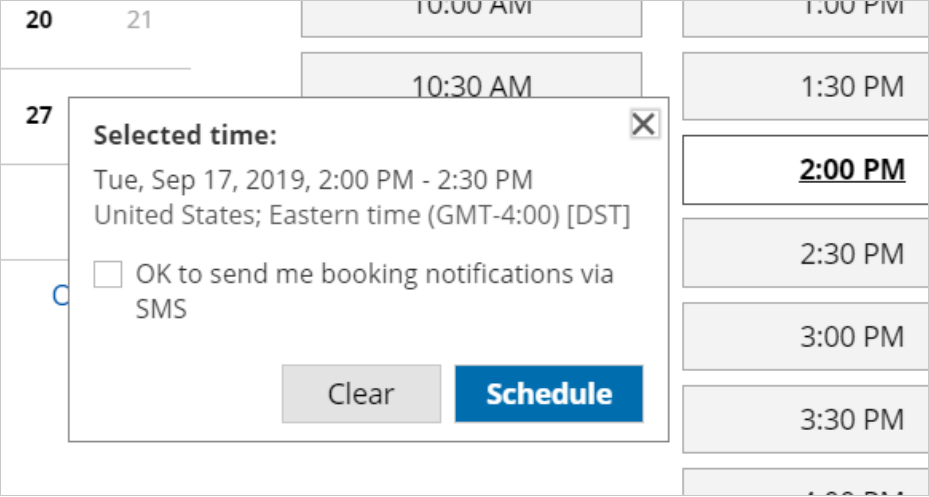 20 21
27
10:00 AM
10:30 AM
Selected time:
Tue, Sep 17, 2019, 2:00 PM - 2:30 PM
United States; Eastern time (GMT-4:00) [DST]
OK to send me booking notifications via
SMS
Clear
Schedule
1:00 PM
1:30 PM
2:00 PM
2:30 PM
3:00 PM
3:30 PM
4:00 PM